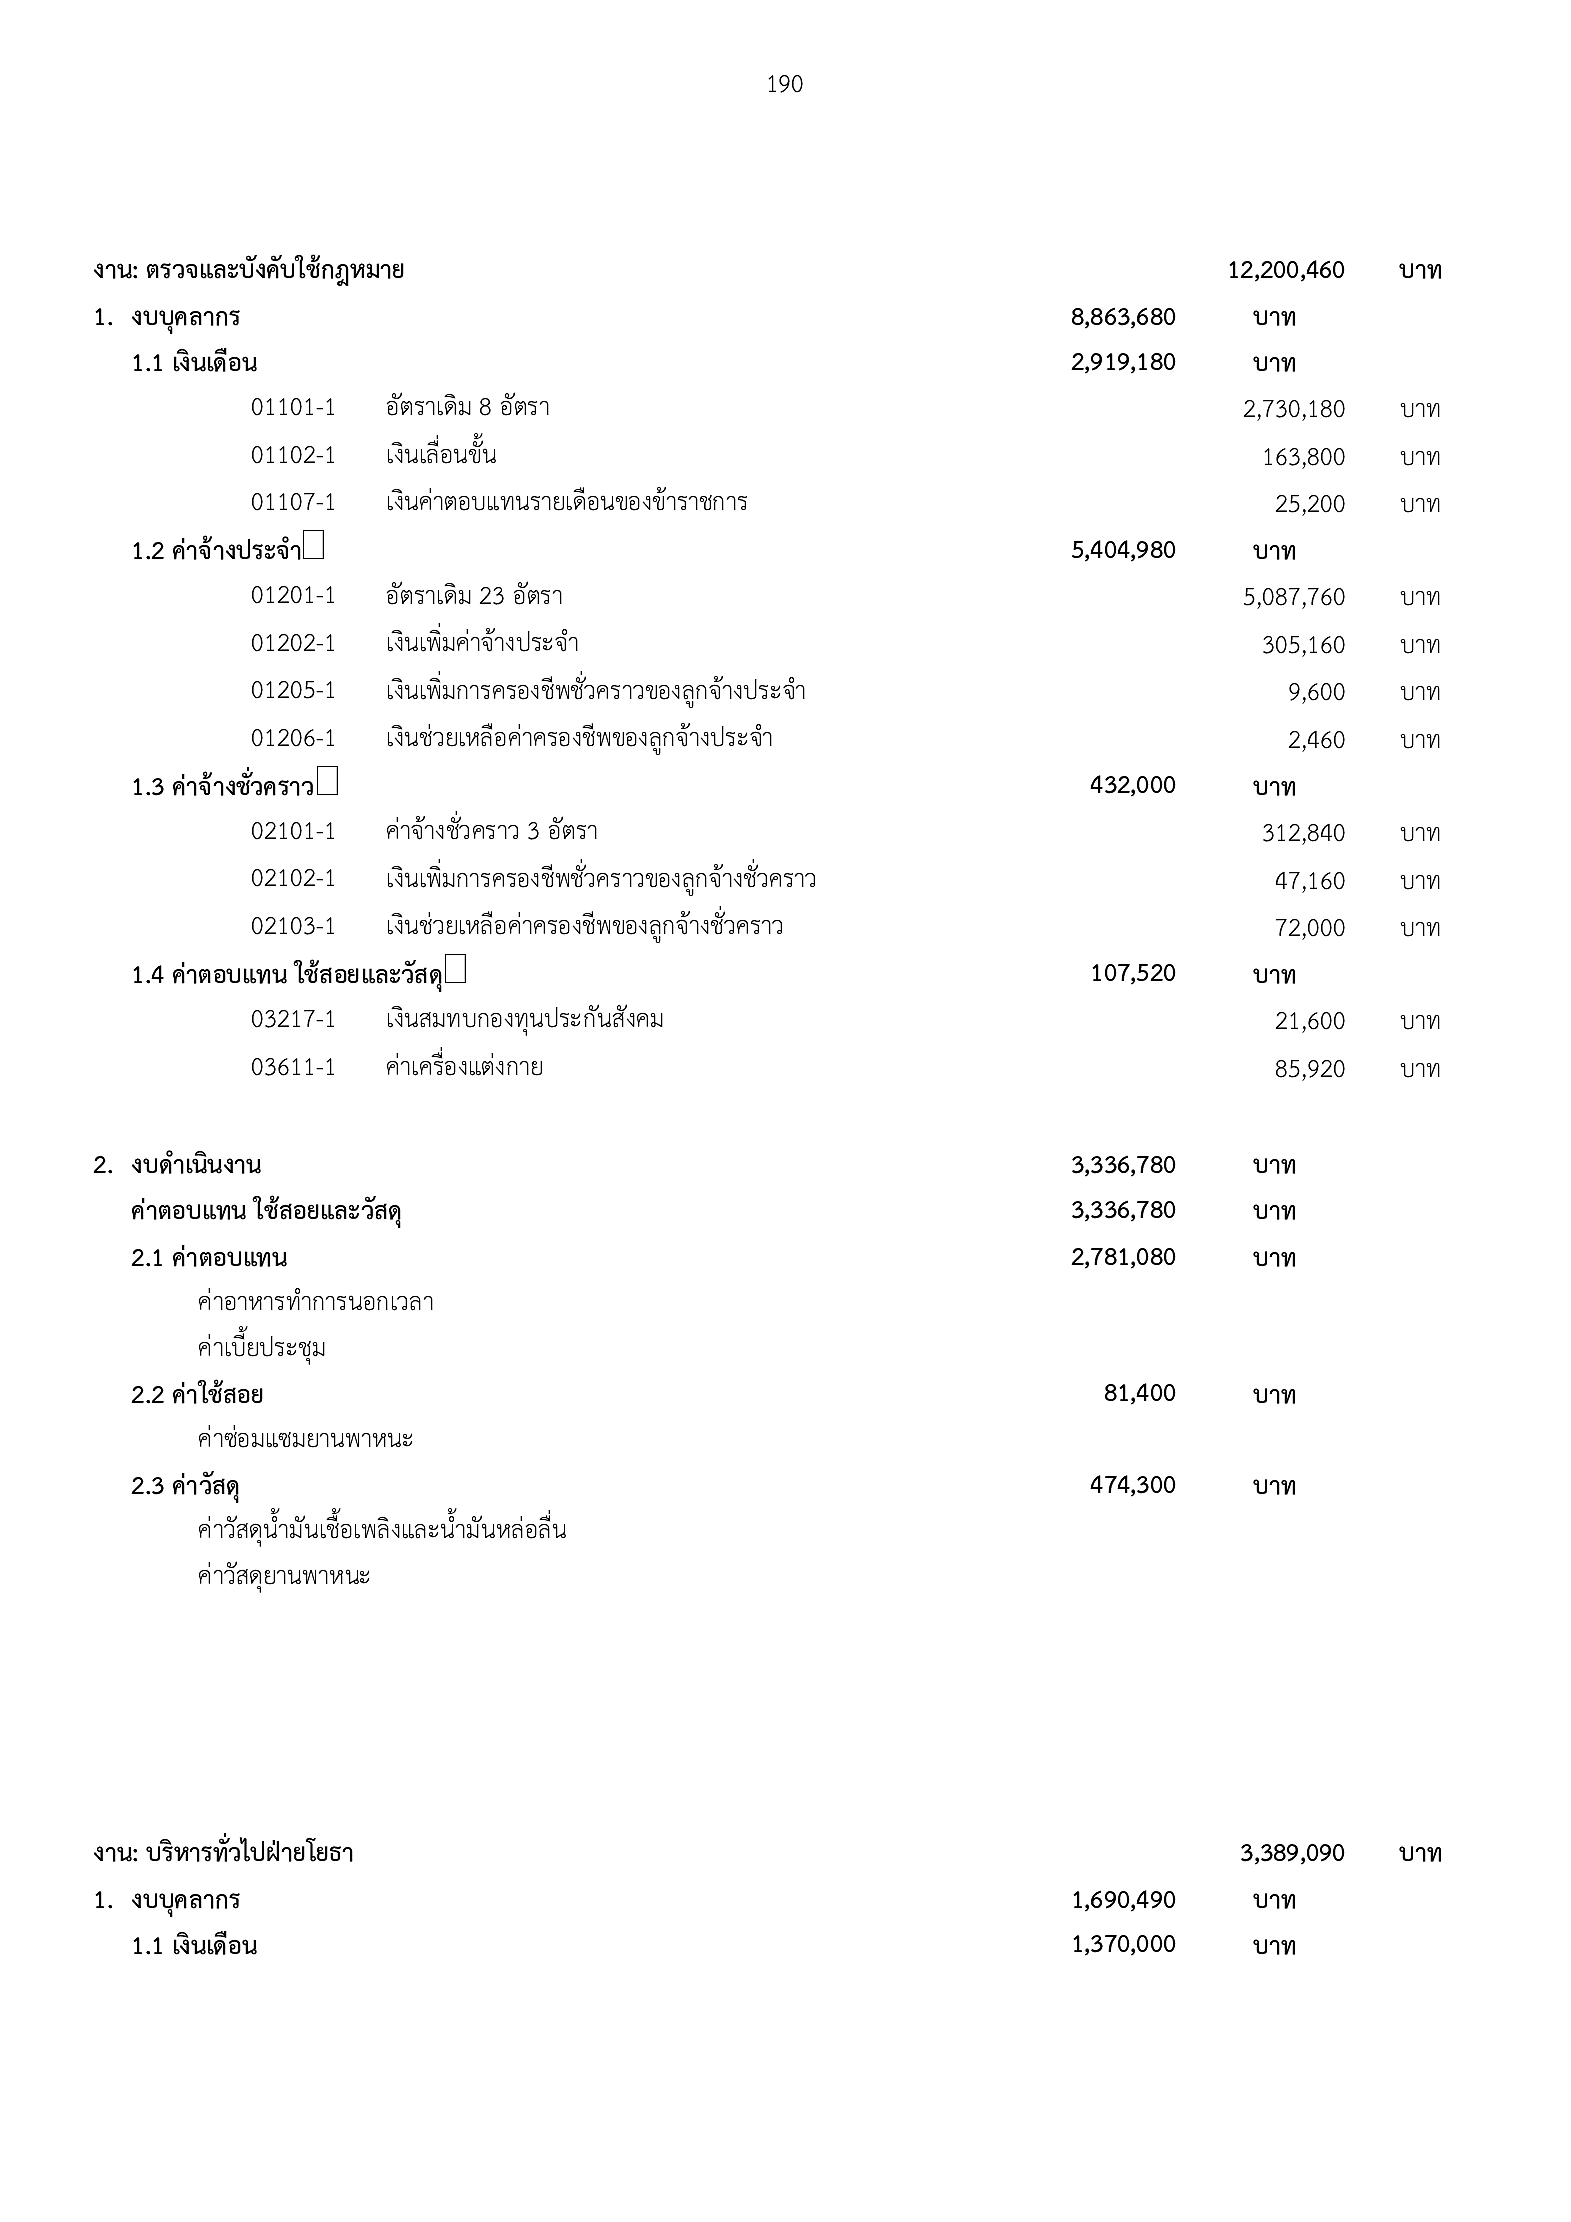 190
งาน: ตรวจและบังคับใช้กฎหมาย 12,200,460 บาท
1. งบบุคลากร 8,863,680 บาท
1.1 เงินเดือน 2,919,180 บาท
01101-1 อัตราเดิม 8 อัตรา 2,730,180 บาท
01102-1 เงินเลื่อนขั้น 163,800 บาท
01107-1 เงินค่าตอบแทนรายเดือนของข้าราชการ 25,200 บาท
1.2 ค่าจ้างประจำ 5,404,980 บาท
01201-1 อัตราเดิม 23 อัตรา 5,087,760 บาท
01202-1 เงินเพิ่มค่าจ้างประจำ 305,160 บาท
01205-1 เงินเพิ่มการครองชีพชั่วคราวของลูกจ้างประจำ 9,600 บาท
01206-1 เงินช่วยเหลือค่าครองชีพของลูกจ้างประจำ 2,460 บาท
1.3 ค่าจ้างชั่วคราว 432,000 บาท
02101-1 ค่าจ้างชั่วคราว 3 อัตรา 312,840 บาท
02102-1 เงินเพิ่มการครองชีพชั่วคราวของลูกจ้างชั่วคราว 47,160 บาท
02103-1 เงินช่วยเหลือค่าครองชีพของลูกจ้างชั่วคราว 72,000 บาท
1.4 ค่าตอบแทน ใช้สอยและวัสดุ 107,520 บาท
03217-1 เงินสมทบกองทุนประกันสังคม 21,600 บาท
03611-1 ค่าเครื่องแต่งกาย 85,920 บาท
2. งบดำเนินงาน 3,336,780 บาท
ค่าตอบแทน ใช้สอยและวัสดุ 3,336,780 บาท
2.1 ค่าตอบแทน 2,781,080 บาท
ค่าอาหารทำการนอกเวลา
ค่าเบี้ยประชุม
2.2 ค่าใช้สอย 81,400 บาท
ค่าซ่อมแซมยานพาหนะ
2.3 ค่าวัสดุ 474,300 บาท
ค่าวัสดุน้ำมันเชื้อเพลิงและน้ำมันหล่อลื่น
ค่าวัสดุยานพาหนะ
งาน: บริหารทั่วไปฝ่ายโยธา 3,389,090 บาท
1. งบบุคลากร 1,690,490 บาท
1.1 เงินเดือน 1,370,000 บาท